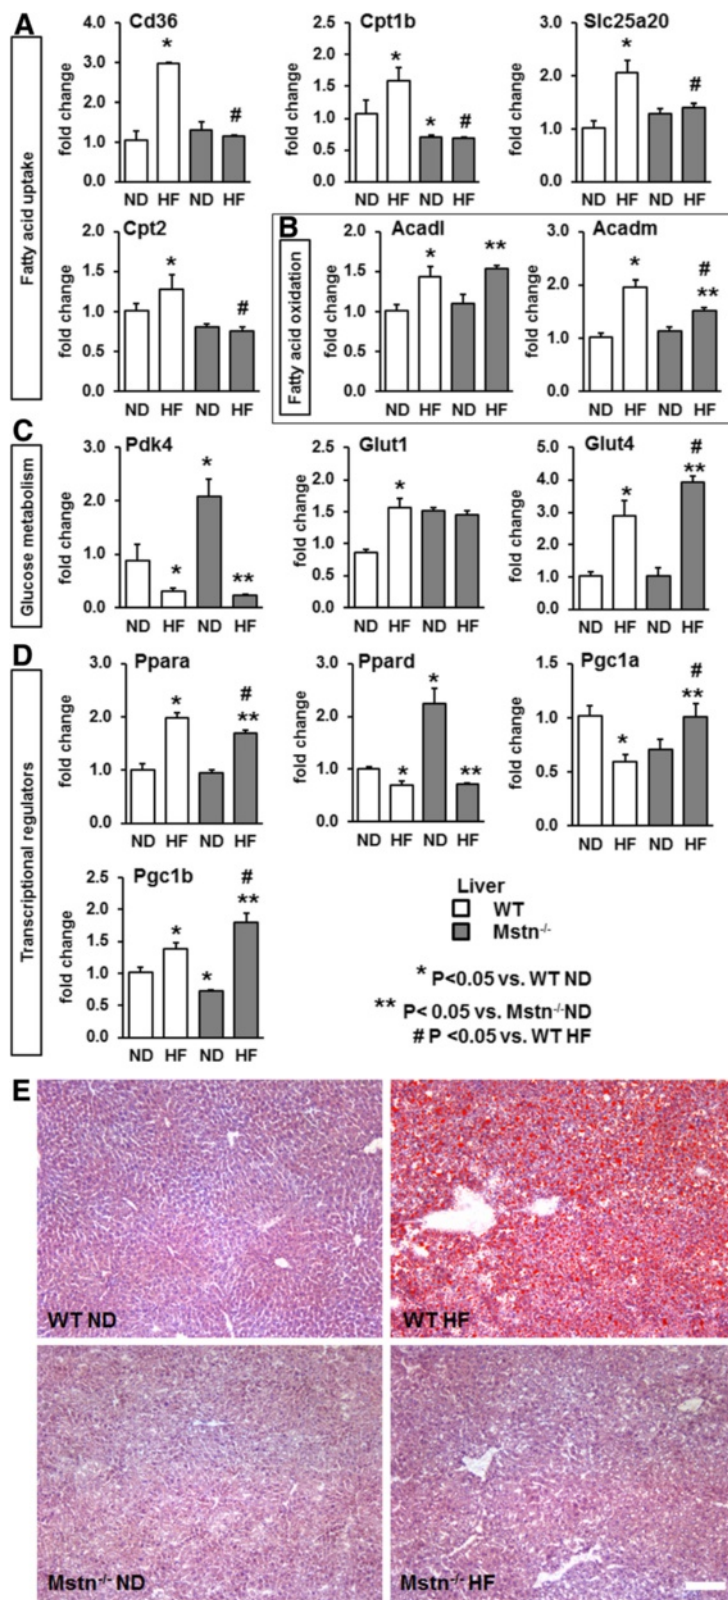 A
Fatty acid uptake
Cd36
fold change
4.0
3.0
2.0
1.0
0.0
*
#
ND HF ND HF
Cpt1b
fold change
2.5
2.0
1.5
1.0
0.5
0.0
*
*
#
ND HF ND HF
Slc25a20
fold change
3.0
2.0
1.0
0.0
*
#
ND HF ND HF
Cpt2
fold change
2.0
1.5
1.0
0.5
0.0
*
#
ND HF ND HF
B
Fatty acid oxidation
Acadl
fold change
2.0
1.5
1.0
0.5
0.0
*
**
ND HF ND HF
Acadm
fold change
3.0
2.0
1.0
0.0
*
#
**
ND HF ND HF
C
Glucose metabolism
Pdk4
fold change
3.0
2.0
1.0
0.0
*
*
**
ND HF ND HF
Glut1
fold change
2.5
2.0
1.5
1.0
0.5
0.0
*
ND HF ND HF
Glut4
fold change
5.0
4.0
3.0
2.0
1.0
0.0
*
#
**
ND HF ND HF
D
Transcriptional regulators
Ppara
fold change
3.0
2.0
1.0
0.0
*
#
**
ND HF ND HF
Ppard
fold change
3.0
2.0
1.0
0.0
*
*
**
ND HF ND HF
Pgc1a
fold change
1.5
1.0
0.5
0.0
*
#
**
ND HF ND HF
Pgc1b
fold change
2.5
2.0
1.5
1.0
0.5
0.0
*
*
#
**
ND HF ND HF
Liver
WT
Mstn-/-
* P<0.05 vs. WT ND
** P< 0.05 vs. Mstn-/-ND
# P <0.05 vs. WT HF
E
WT ND
WT HF
Mstn-/- ND
Mstn-/- HF